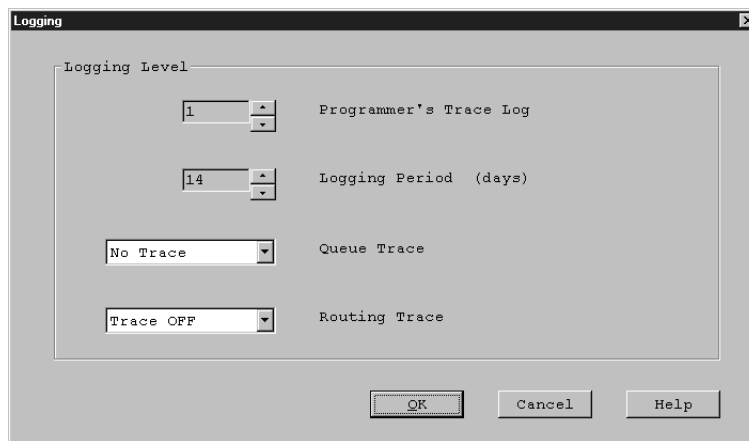 Logging
Logging Level
1 Programmer's Trace Log
14 Logging Period (days)
No Trace Queue Trace
Trace OFF Routing Trace
OK Cancel Help